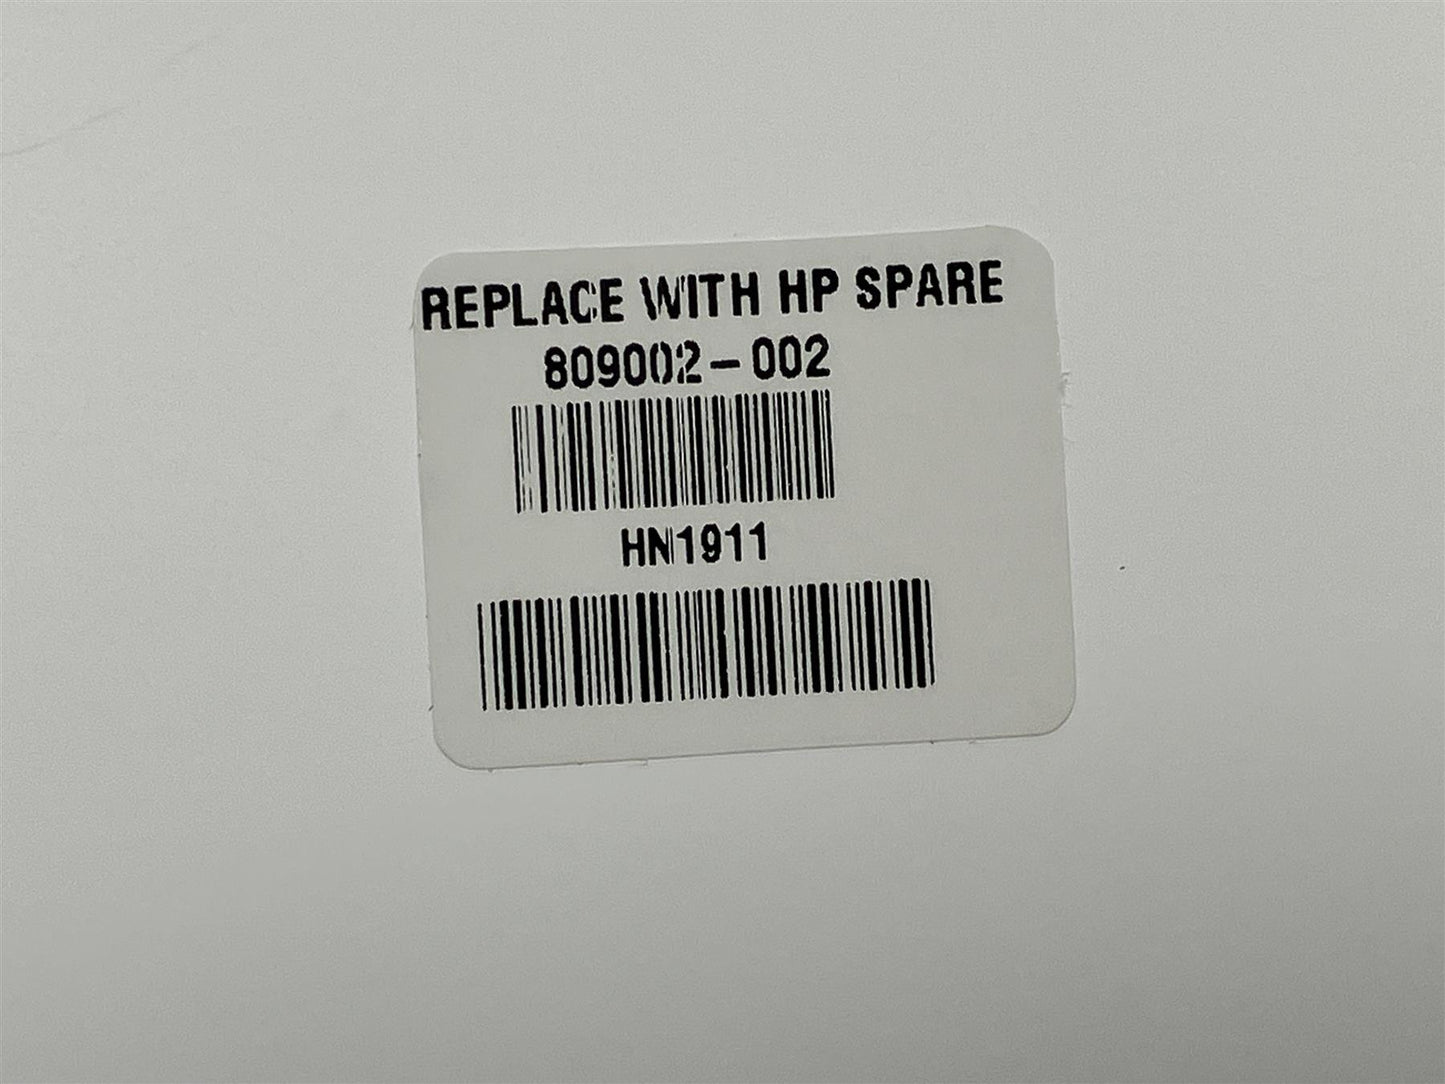 REPLACE WITH HP SPARE
809002-002
HN1911